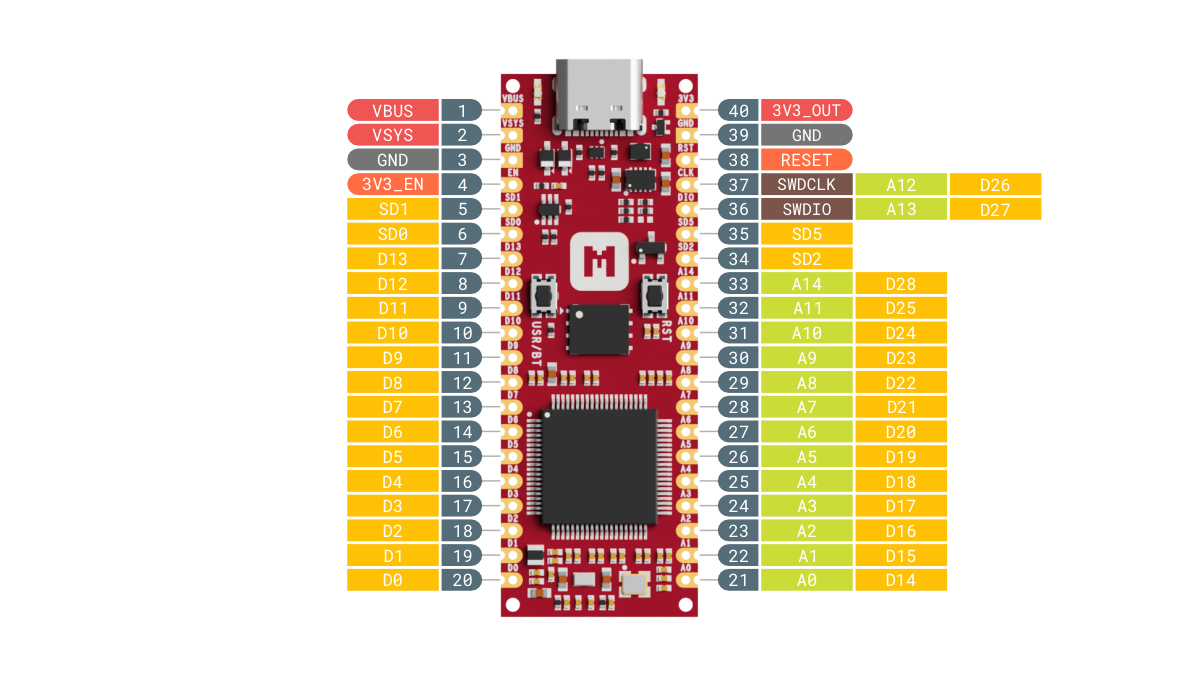 VBUS 1 VBUS 3V3 40 3V3_OUT
VSYS 2 VSYS GND 39 GND
GND 3 GND RST 38 RESET
3V3_EN 4 EN CLK 37 SWDCLK A12 D26
SD1 5 SD1 DIO 36 SWDIO A13 D27
SD0 6 SD0 SD5 35 SD5
D13 7 D13 SD2 34 SD2
D12 8 D12 A14 33 A14 D28
D11 9 D11 A11 32 A11 D25
D10 10 D10 A10 31 A10 D24
USR/BT RST
D9 11 D9 A9 30 A9 D23
D8 12 D8 A8 29 A8 D22
D7 13 D7 A7 28 A7 D21
D6 14 D6 A6 27 A6 D20
D5 15 D5 A5 26 A5 D19
D4 16 D4 A4 25 A4 D18
D3 17 D3 A3 24 A3 D17
D2 18 D2 A2 23 A2 D16
D1 19 D1 A1 22 A1 D15
D0 20 D0 A0 21 A0 D14